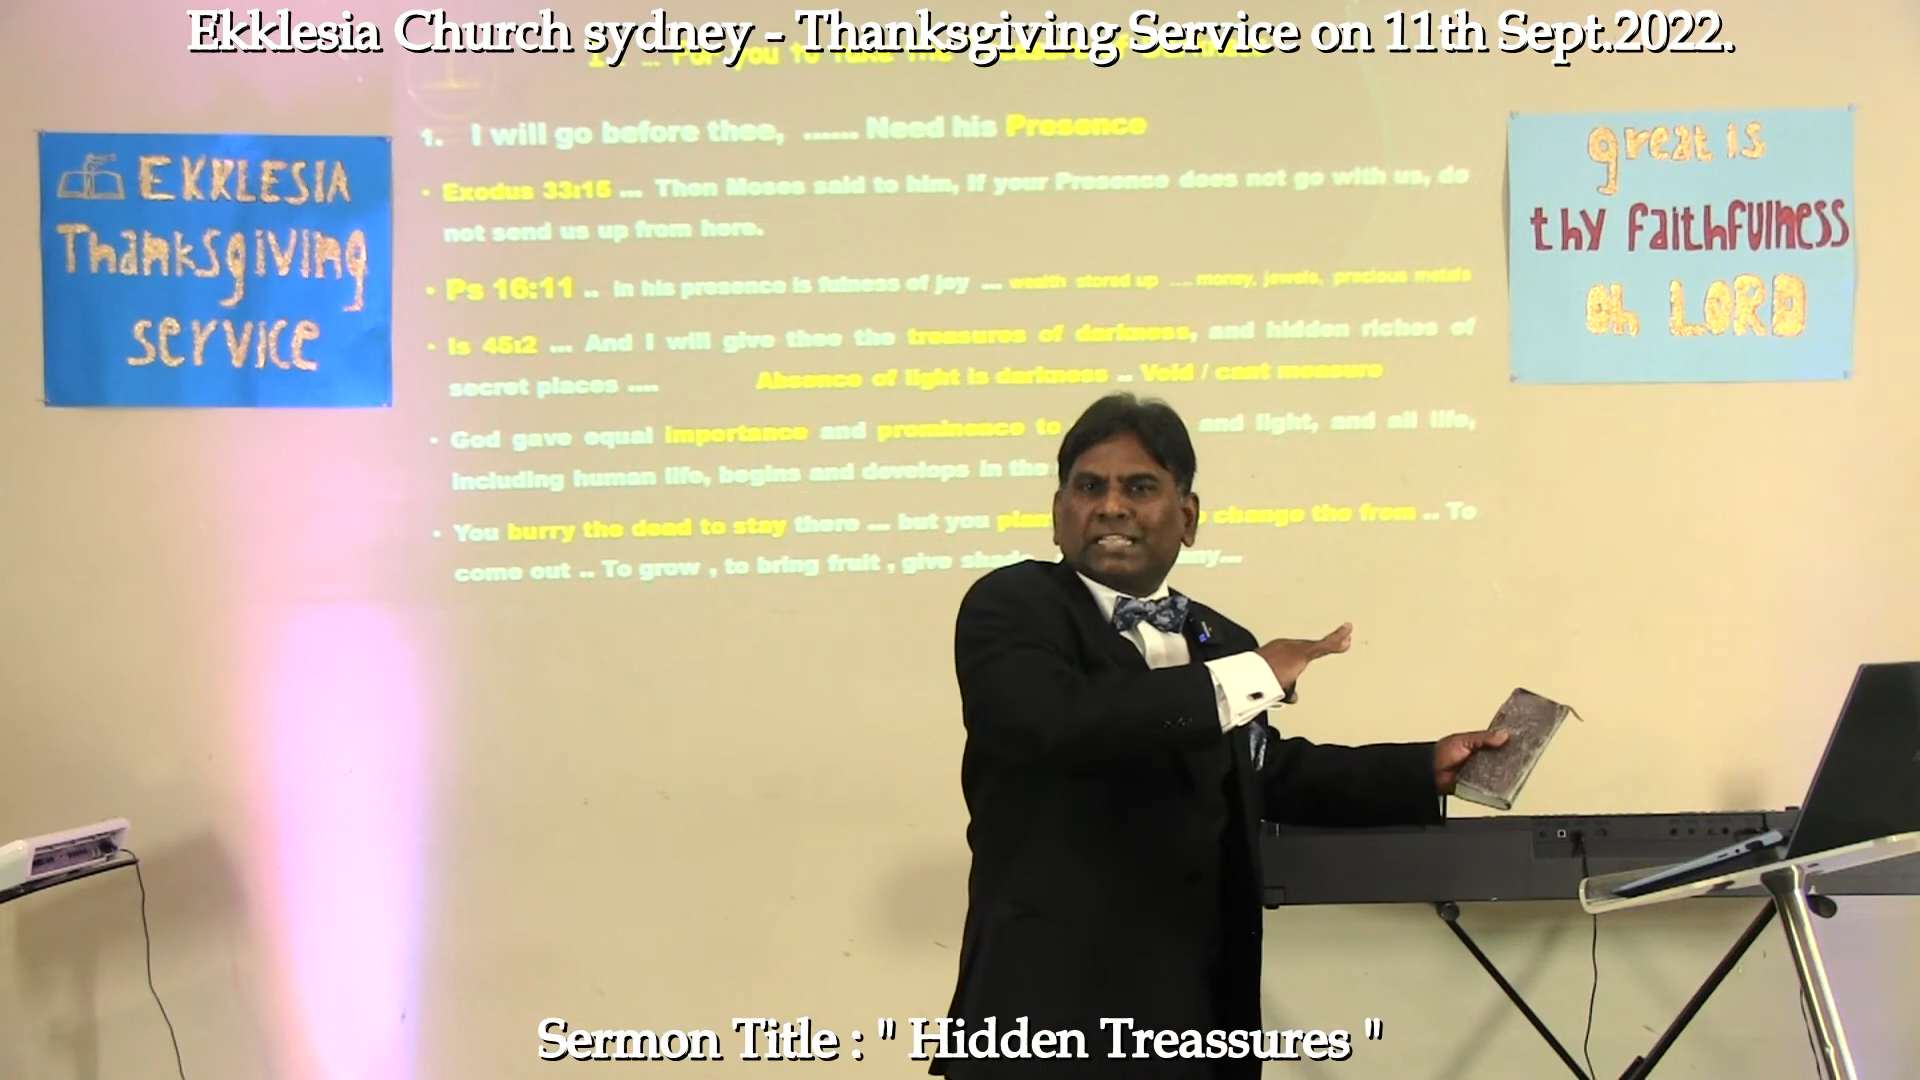 Ekklesia Church sydney - Thanksgiving Service on 11th Sept.2022.
EKKLESIA
Thanksgiving
service
great is
thy faithfulness
Oh LORD
1. I will go before thee, ...... Need his Presence
• Exodus 33:15 ... Then Moses said to him, If your Presence does not go with us, do
not send us up from here.
• Ps 16:11 .. in his presence is fulness of joy ... wealth stored up .... money, jewels, precious metals
• Is 45:2 ... And I will give thee the treasures of darkness, and hidden riches of
secret places ....
Absence of light is darkness .. Void / cant measure
• God gave equal importance and prominence to and light, and all life,
including human life, begins and develops in the
• You burry the dead to stay there ... but you change the from .. To
come out .. To grow , to bring fruit , give
Sermon Title : " Hidden Treassures "